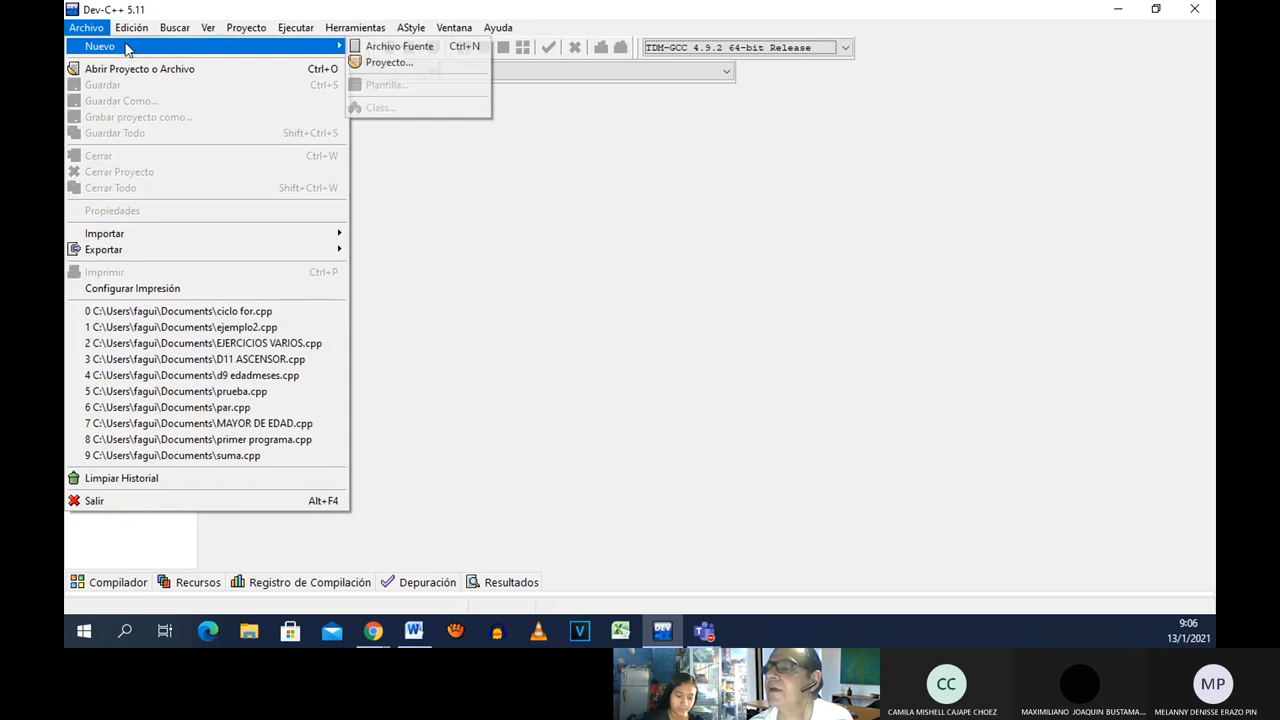 Dev-C++ 5.11
Archivo Edición Buscar Ver Proyecto Ejecutar Herramientas AStyle Ventana Ayuda
Nuevo
Archivo Fuente Ctrl+N
TDM-GCC 4.9.2 64-bit Release
Proyecto...
Abrir Proyecto o Archivo Ctrl+O
Guardar Ctrl+S
Plantilla...
Guardar Como...
Class...
Grabar proyecto como...
Guardar Todo Shift+Ctrl+S
Cerrar Ctrl+W
Cerrar Proyecto
Cerrar Todo Shift+Ctrl+W
Propiedades
Importar
Exportar
Imprimir Ctrl+P
Configurar Impresión
0 C:\Users\fagui\Documents\ciclo for.cpp
1 C:\Users\fagui\Documents\ejemplo2.cpp
2 C:\Users\fagui\Documents\EJERCICIOS VARIOS.cpp
3 C:\Users\fagui\Documents\D11 ASCENSOR.cpp
4 C:\Users\fagui\Documents\d9 edadmeses.cpp
5 C:\Users\fagui\Documents\prueba.cpp
6 C:\Users\fagui\Documents\par.cpp
7 C:\Users\fagui\Documents\MAYOR DE EDAD.cpp
8 C:\Users\fagui\Documents\primer programa.cpp
9 C:\Users\fagui\Documents\suma.cpp
Limpiar Historial
Salir Alt+F4
Compilador Recursos Registro de Compilación Depuración Resultados
DEV
9:06
13/1/2021
CC
MP
CAMILA MISHELL CAJAPE CHOEZ
MAXIMILIANO JOAQUIN BUSTAMA...
MELANNY DENISSE ERAZO PIN